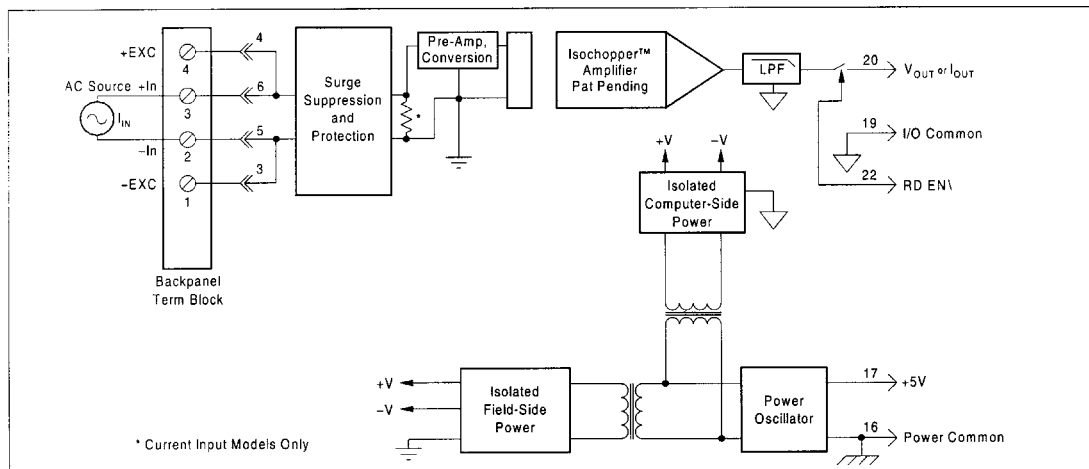 +EXC
4
4
AC Source +In
6
3
I_IN
5
–In
2
3
–EXC
1
Backpanel
Term Block
Surge
Suppression
and
Protection
*
Pre-Amp,
Conversion
Isochopper™
Amplifier
Pat Pending
LPF
20
V_OUT or I_OUT
19
I/O Common
22
RD EN\
+V
–V
Isolated
Computer-Side
Power
+V
–V
Isolated
Field-Side
Power
Power
Oscillator
17
+5V
16
Power Common
* Current Input Models Only